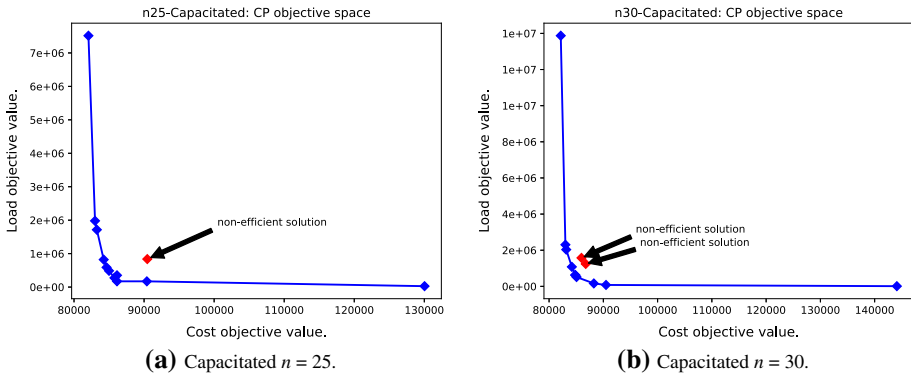 n25-Capacitated: CP objective space
Load objective value.
7e+06
6e+06
5e+06
4e+06
3e+06
2e+06
1e+06
0e+00
non-efficient solution
80000 90000 100000 110000 120000 130000
Cost objective value.
(a) Capacitated n = 25.
n30-Capacitated: CP objective space
Load objective value.
1e+07
1e+07
1e+07
8e+06
6e+06
4e+06
2e+06
0e+00
non-efficient solution
non-efficient solution
80000 90000 100000 110000 120000 130000 140000
Cost objective value.
(b) Capacitated n = 30.